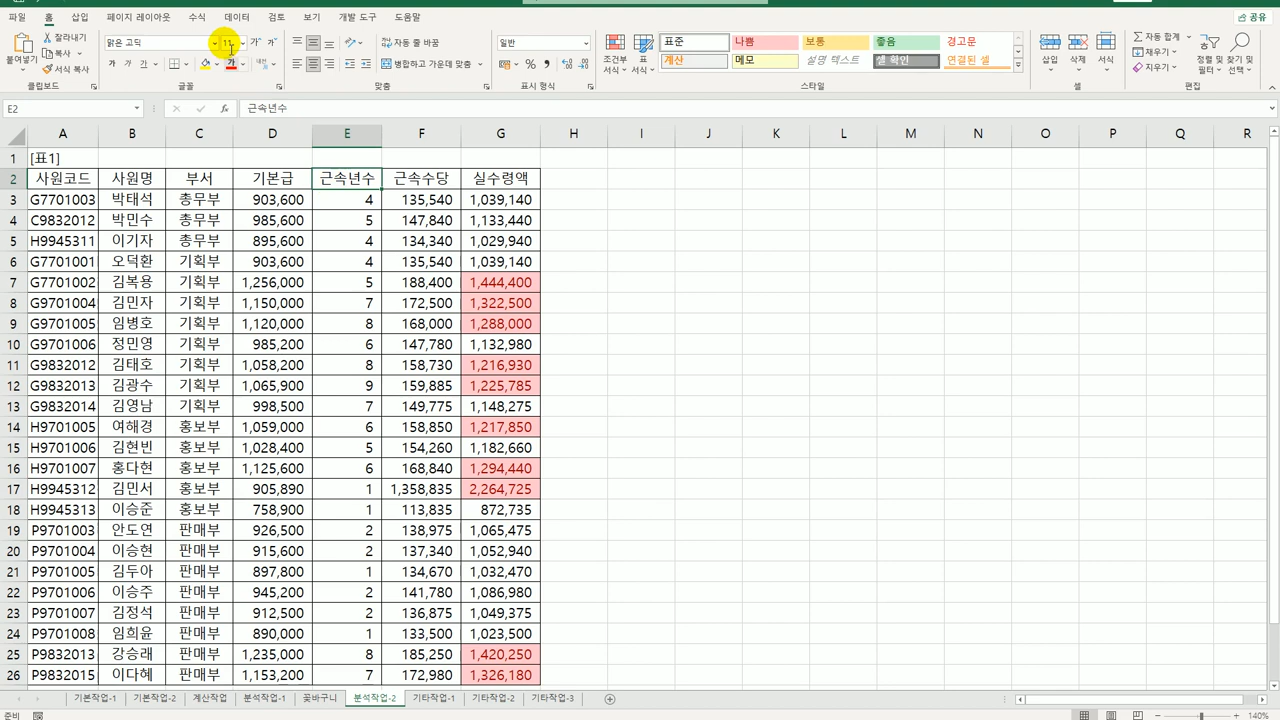 파일 홈 삽입 페이지 레이아웃 수식 데이터 검토 보기 개발 도구 도움말 공유
붙여넣기 잘라내기 복사 서식 복사
맑은 고딕 11
가 가 가 가
자동 줄 바꿈
병합하고 가운데 맞춤
일반
조건부 서식 표 서식
표준 나쁨 보통 좋음 경고문
계산 메모 설명 텍스트 셀 확인 연결된 셀
삽입 삭제 서식
자동 합계 채우기 지우기
정렬 및 필터 찾기 및 선택
클립보드 글꼴 맞춤 표시 형식 스타일 셀 편집
E2 fx 근속년수
A B C D E F G H I J K L M N O P Q R
1 [표1]
2 사원코드 사원명 부서 기본급 근속년수 근속수당 실수령액
3 G7701003 박태석 총무부 903,600 4 135,540 1,039,140
4 C9832012 박민수 총무부 985,600 5 147,840 1,133,440
5 H9945311 이기자 총무부 895,600 4 134,340 1,029,940
6 G7701001 오덕환 기획부 903,600 4 135,540 1,039,140
7 G7701002 김복용 기획부 1,256,000 5 188,400 1,444,400
8 G9701004 김민자 기획부 1,150,000 7 172,500 1,322,500
9 G9701005 임병호 기획부 1,120,000 8 168,000 1,288,000
10 G9701006 정민영 기획부 985,200 6 147,780 1,132,980
11 G9832012 김태호 기획부 1,058,200 8 158,730 1,216,930
12 G9832013 김광수 기획부 1,065,900 9 159,885 1,225,785
13 G9832014 김영남 기획부 998,500 7 149,775 1,148,275
14 H9701005 여해경 홍보부 1,059,000 6 158,850 1,217,850
15 H9701006 김현빈 홍보부 1,028,400 5 154,260 1,182,660
16 H9701007 홍다현 홍보부 1,125,600 6 168,840 1,294,440
17 H9945312 김민서 홍보부 905,890 1 1,358,835 2,264,725
18 H9945313 이승준 홍보부 758,900 1 113,835 872,735
19 P9701003 안도연 판매부 926,500 2 138,975 1,065,475
20 P9701004 이승현 판매부 915,600 2 137,340 1,052,940
21 P9701005 김두아 판매부 897,800 1 134,670 1,032,470
22 P9701006 이승주 판매부 945,200 2 141,780 1,086,980
23 P9701007 김정석 판매부 912,500 2 136,875 1,049,375
24 P9701008 임희윤 판매부 890,000 1 133,500 1,023,500
25 P9832013 강승래 판매부 1,235,000 8 185,250 1,420,250
26 P9832015 이다혜 판매부 1,153,200 7 172,980 1,326,180
기본작업-1 기본작업-2 계산작업 분석작업-1 꽃바구니 분석작업-2 기타작업-1 기타작업-2 기타작업-3
준비 140%